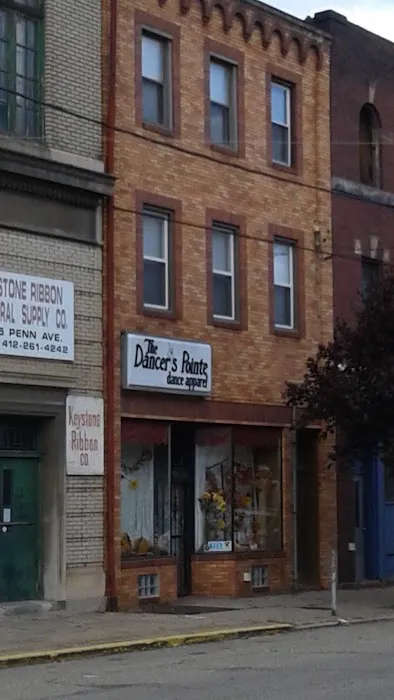 STONE RIBBON
RAL SUPPLY CO.
5 PENN AVE.
412-261-4242
The
Dancer's Pointe
dance apparel
Keystone
Ribbon
CO.